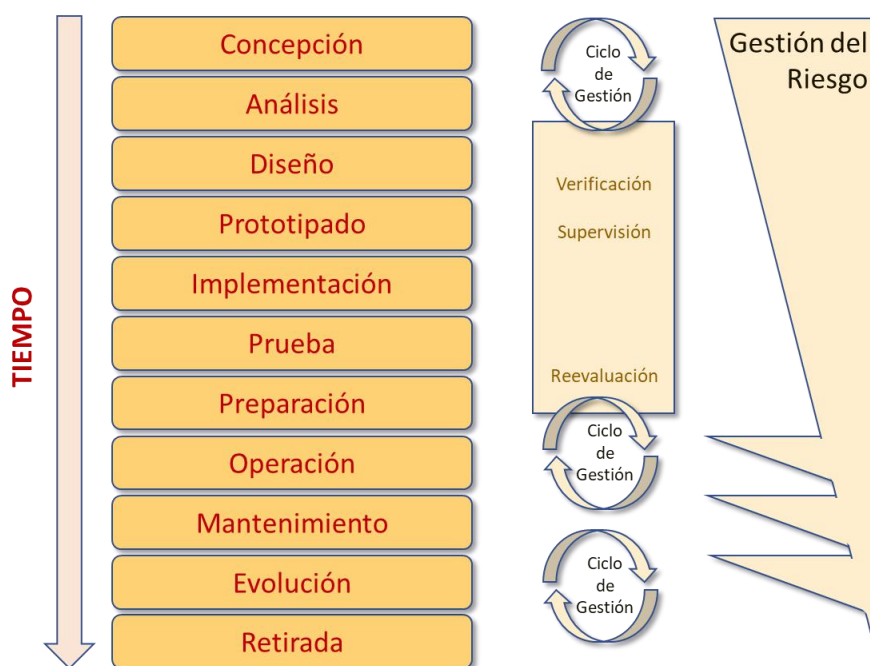 TIEMPO
Concepción
Análisis
Diseño
Prototipado
Implementación
Prueba
Preparación
Operación
Mantenimiento
Evolución
Retirada
Ciclo
de
Gestión
Verificación
Supervisión
Reevaluación
Ciclo
de
Gestión
Ciclo
de
Gestión
Gestión del
Riesgo